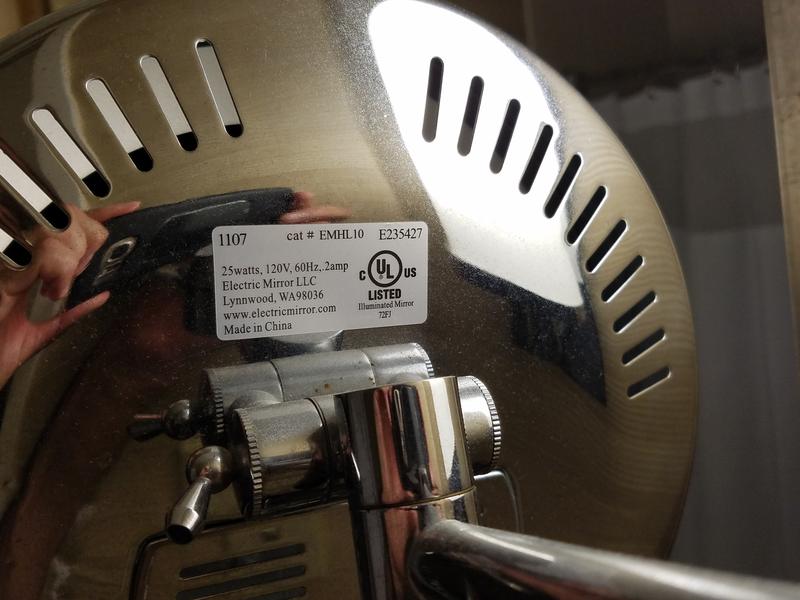 1107 cat # EMHL10 E235427
25watts, 120V, 60Hz,.2amp
Electric Mirror LLC
Lynnwood, WA98036
www.electricmirror.com
Made in China
C UL US
LISTED
Illuminated Mirror
72FJ